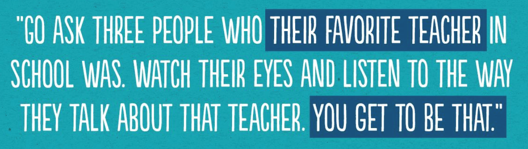 "GO ASK THREE PEOPLE WHO THEIR FAVORITE TEACHER IN
SCHOOL WAS. WATCH THEIR EYES AND LISTEN TO THE WAY
THEY TALK ABOUT THAT TEACHER. YOU GET TO BE THAT."